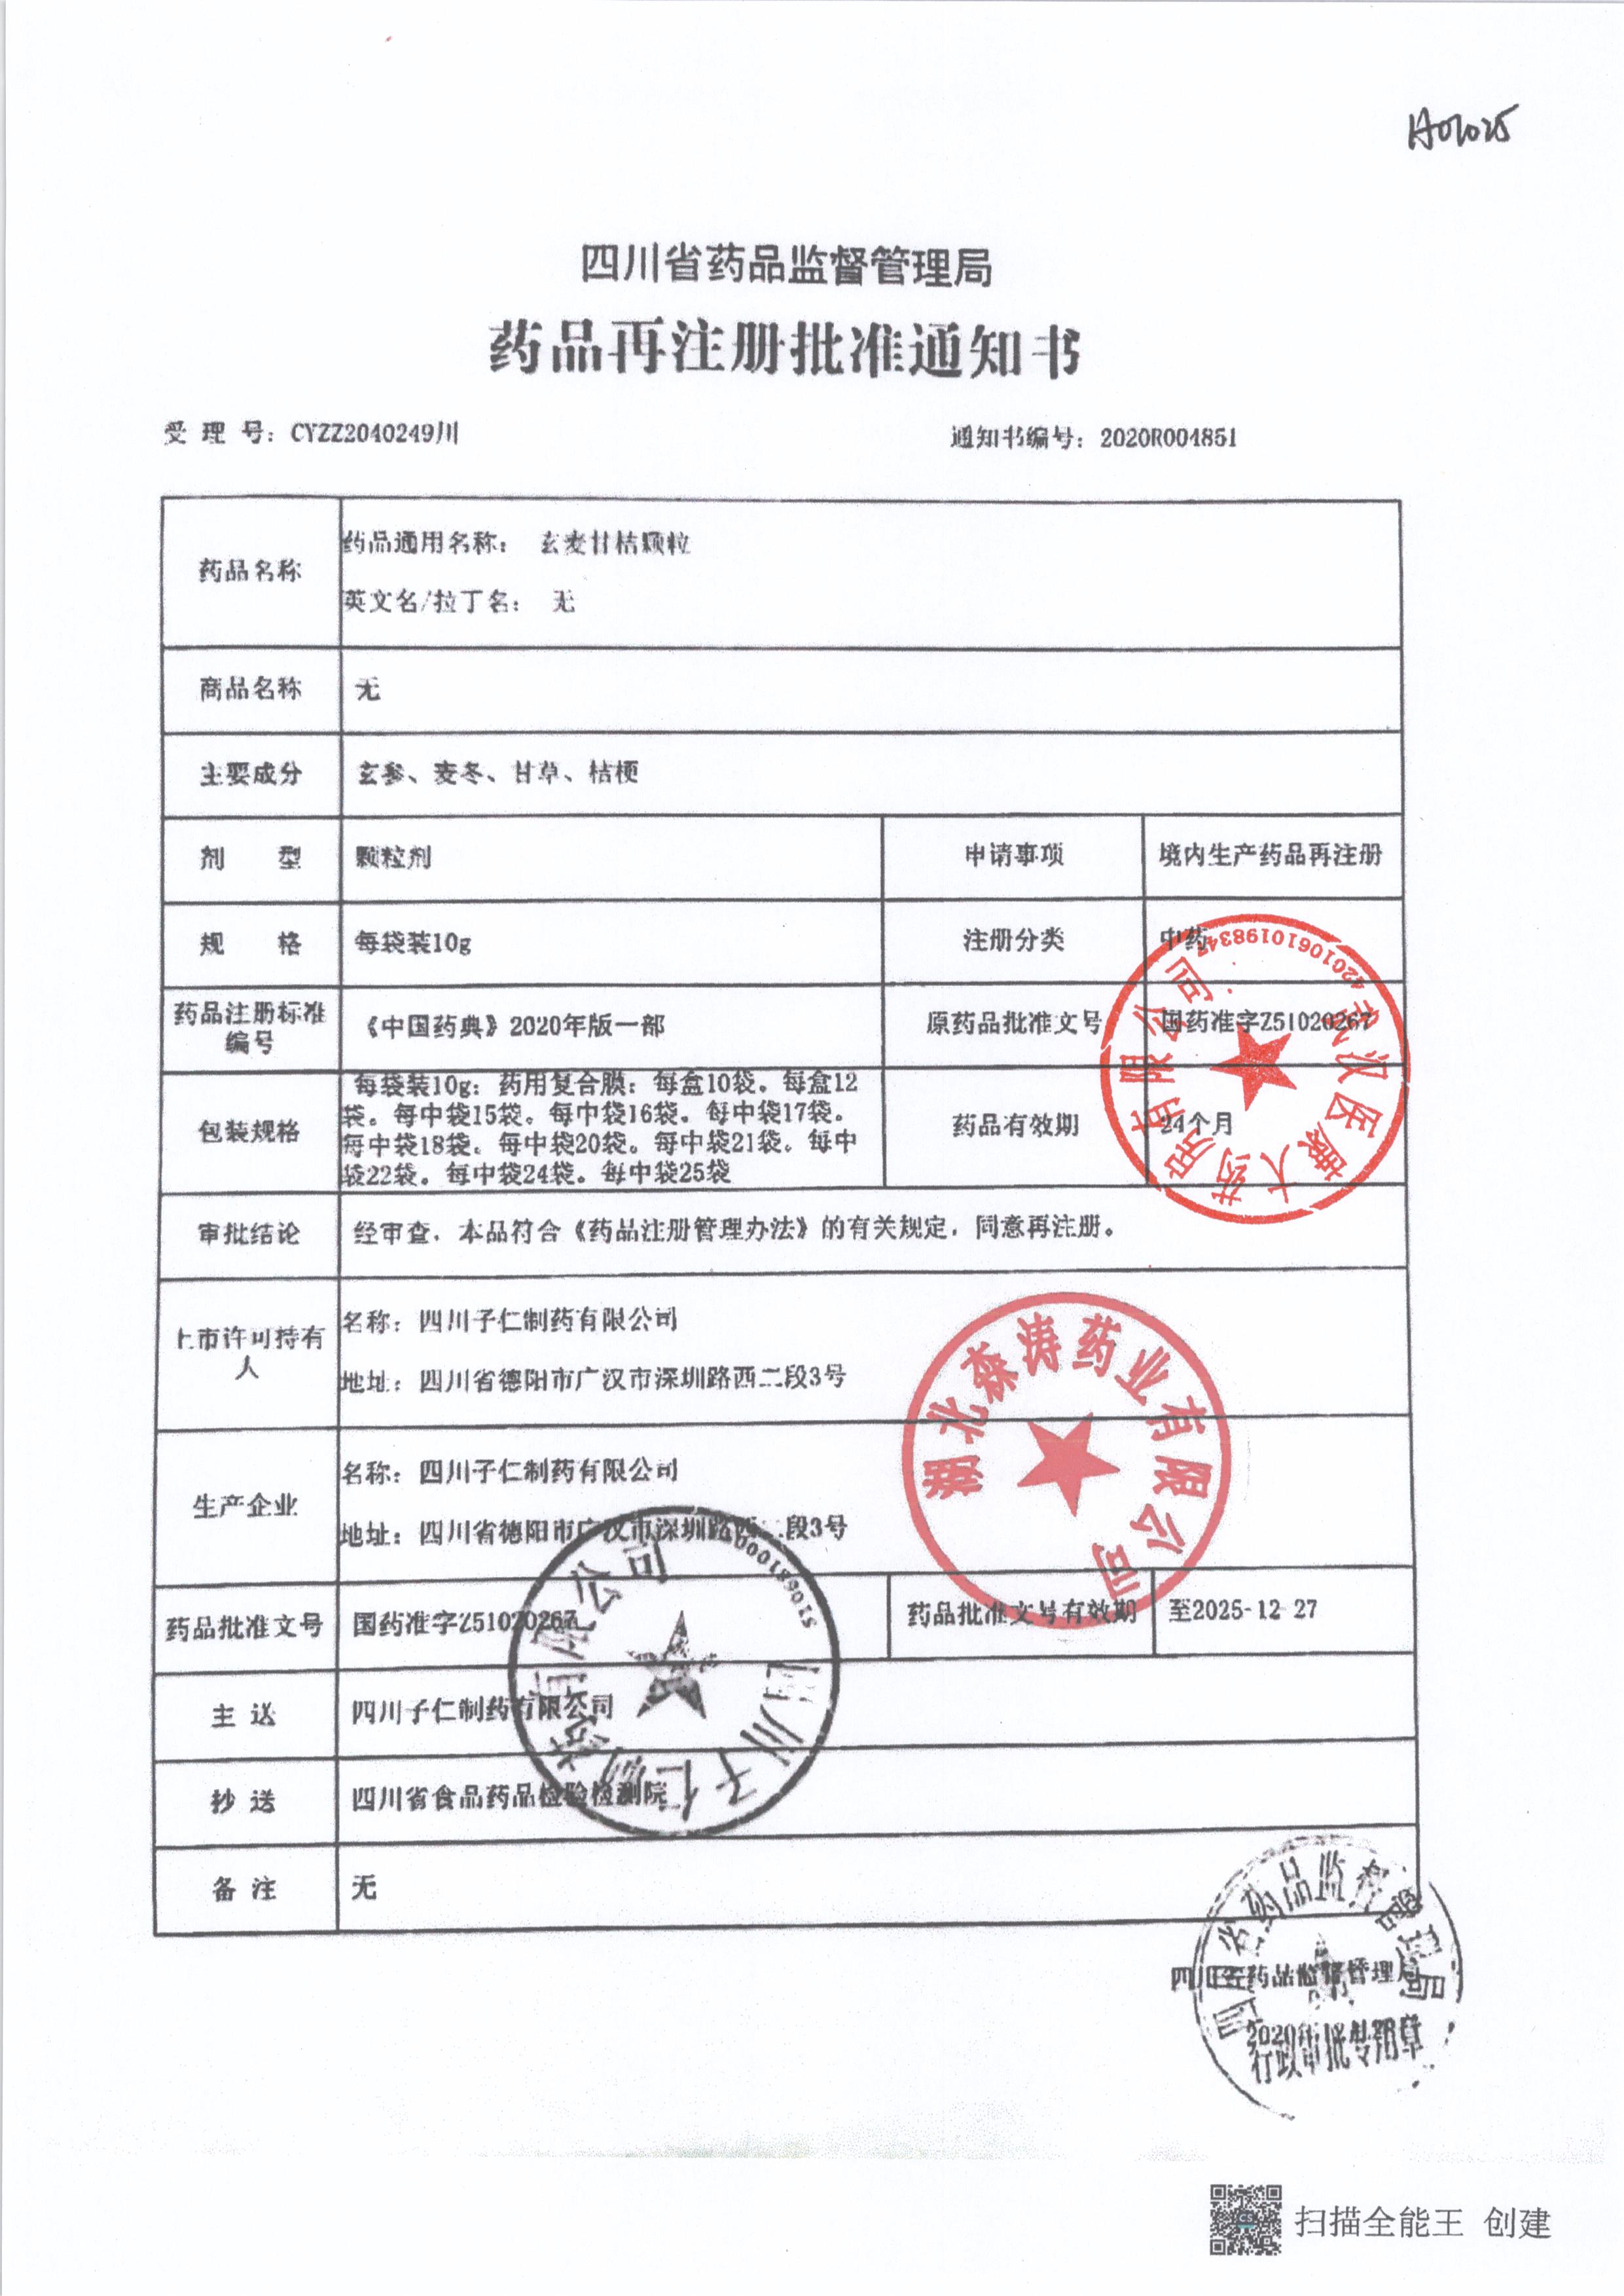 A01025
四川省药品监督管理局
药品再注册批准通知书
受 理 号：CYZZ2040249川
通知书编号：2020R004851
药品名称
药品通用名称： 玄麦甘桔颗粒
英文名/拉丁名： 无
商品名称
无
主要成分
玄参、麦冬、甘草、桔梗
剂 型
颗粒剂
申请事项
境内生产药品再注册
规 格
每袋装10g
注册分类
中药
药品注册标准
编号
《中国药典》2020年版一部
原药品批准文号
国药准字Z51020267
包装规格
每袋装10g；药用复合膜；每盒10袋。每盒12
袋。每中袋15袋。每中袋16袋。每中袋17袋。
每中袋18袋。每中袋20袋。每中袋21袋。每中
袋22袋。每中袋24袋。每中袋25袋
药品有效期
24个月
审批结论
经审查，本品符合《药品注册管理办法》的有关规定，同意再注册。
上市许可持有
人
名称：四川子仁制药有限公司
地址：四川省德阳市广汉市深圳路西二段3号
生产企业
名称：四川子仁制药有限公司
地址：四川省德阳市广汉市深圳路西二段3号
药品批准文号
国药准字Z51020267
药品批准文号有效期
至2025-12-27
主 送
四川子仁制药有限公司
抄 送
四川省食品药品检验检测院
备 注
无
武汉医
大药房有限公司
4201061019834
湖北森涛药业有限公司
四川子仁制药有限公司
四川省药品监督管理局
四川省药品监督管理局
2020年
行政审批专用章
扫描全能王 创建